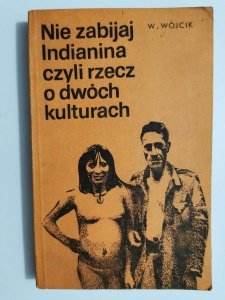 Nie zabijaj
Indianina
czyli rzecz
o dwóch
kulturach
W. WÓJCIK